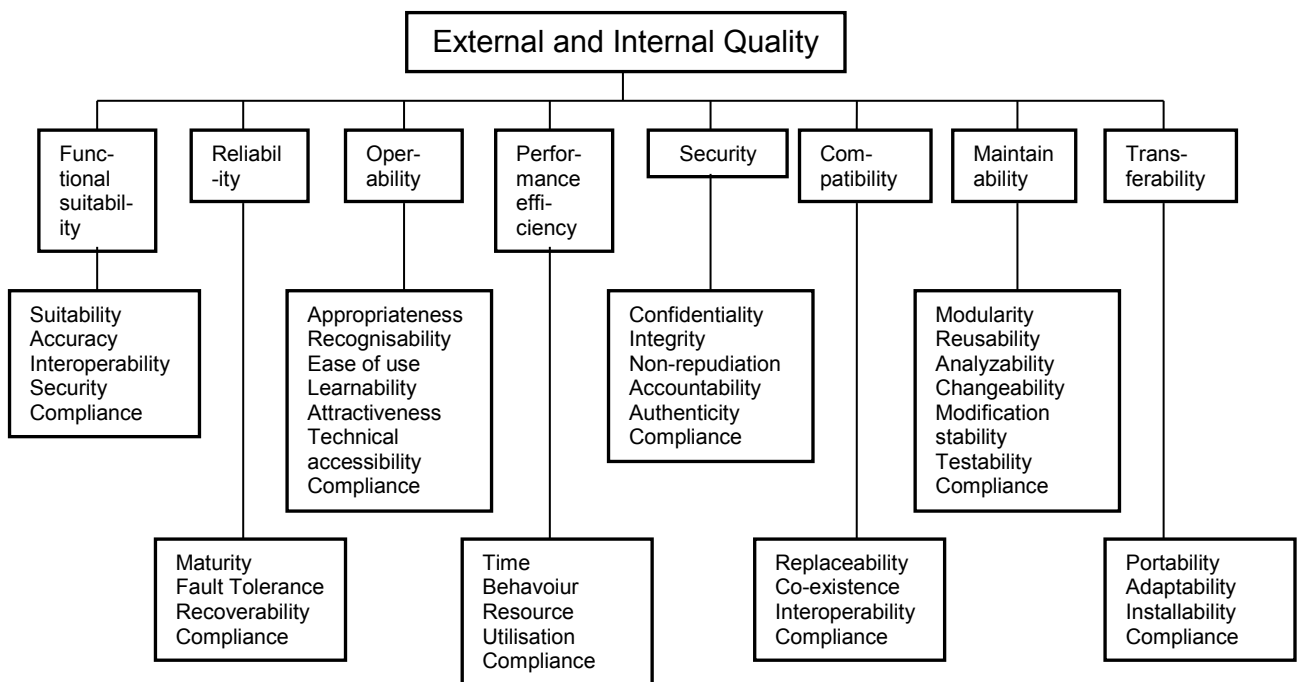 External and Internal Quality
Func-
tional
suitabil-
ity
Reliabil
-ity
Oper-
ability
Perfor-
mance
effi-
ciency
Security
Com-
patibility
Maintain
ability
Trans-
ferability
Suitability
Accuracy
Interoperability
Security
Compliance
Appropriateness
Recognisability
Ease of use
Learnability
Attractiveness
Technical
accessibility
Compliance
Confidentiality
Integrity
Non-repudiation
Accountability
Authenticity
Compliance
Modularity
Reusability
Analyzability
Changeability
Modification
stability
Testability
Compliance
Maturity
Fault Tolerance
Recoverability
Compliance
Time
Behavoiur
Resource
Utilisation
Compliance
Replaceability
Co-existence
Interoperability
Compliance
Portability
Adaptability
Installability
Compliance